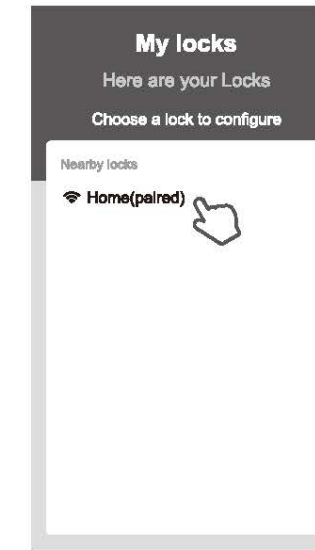 My locks
Here are your Locks
Choose a lock to configure
Nearby locks
Home(paired)